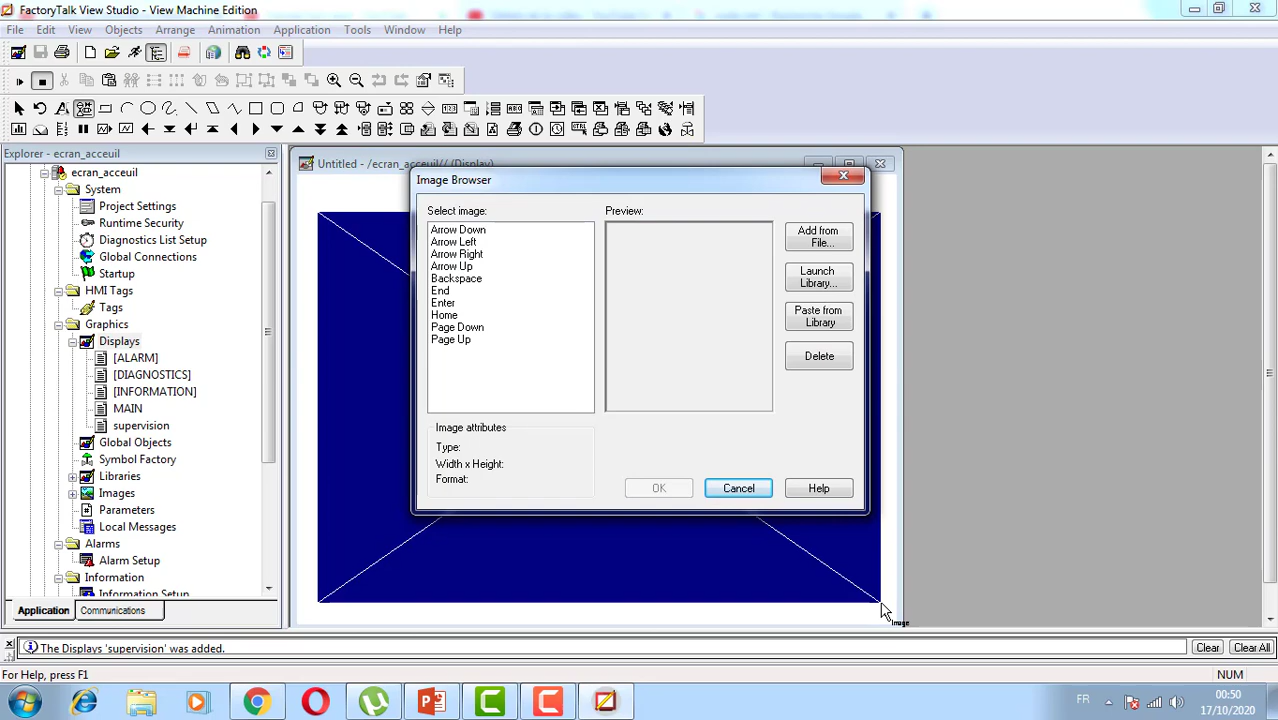 FactoryTalk View Studio - View Machine Edition
File Edit View Objects Arrange Animation Application Tools Window Help
Explorer - ecran_acceuil
ecran_acceuil
System
Project Settings
Runtime Security
Diagnostics List Setup
Global Connections
Startup
HMI Tags
Tags
Graphics
Displays
[ALARM]
[DIAGNOSTICS]
[INFORMATION]
MAIN
supervision
Global Objects
Symbol Factory
Libraries
Images
Parameters
Local Messages
Alarms
Alarm Setup
Information
Information Setup
Application Communications
Untitled - /ecran_acceuil// (Display)
Image Browser
Select image:
Arrow Down
Arrow Left
Arrow Right
Arrow Up
Backspace
End
Enter
Home
Page Down
Page Up
Preview:
Add from
File...
Launch
Library...
Paste from
Library
Delete
Image attributes
Type:
Width x Height:
Format:
OK Cancel Help
Image
The Displays 'supervision' was added.
Clear Clear All
For Help, press F1
NUM
FR
00:50
17/10/2020